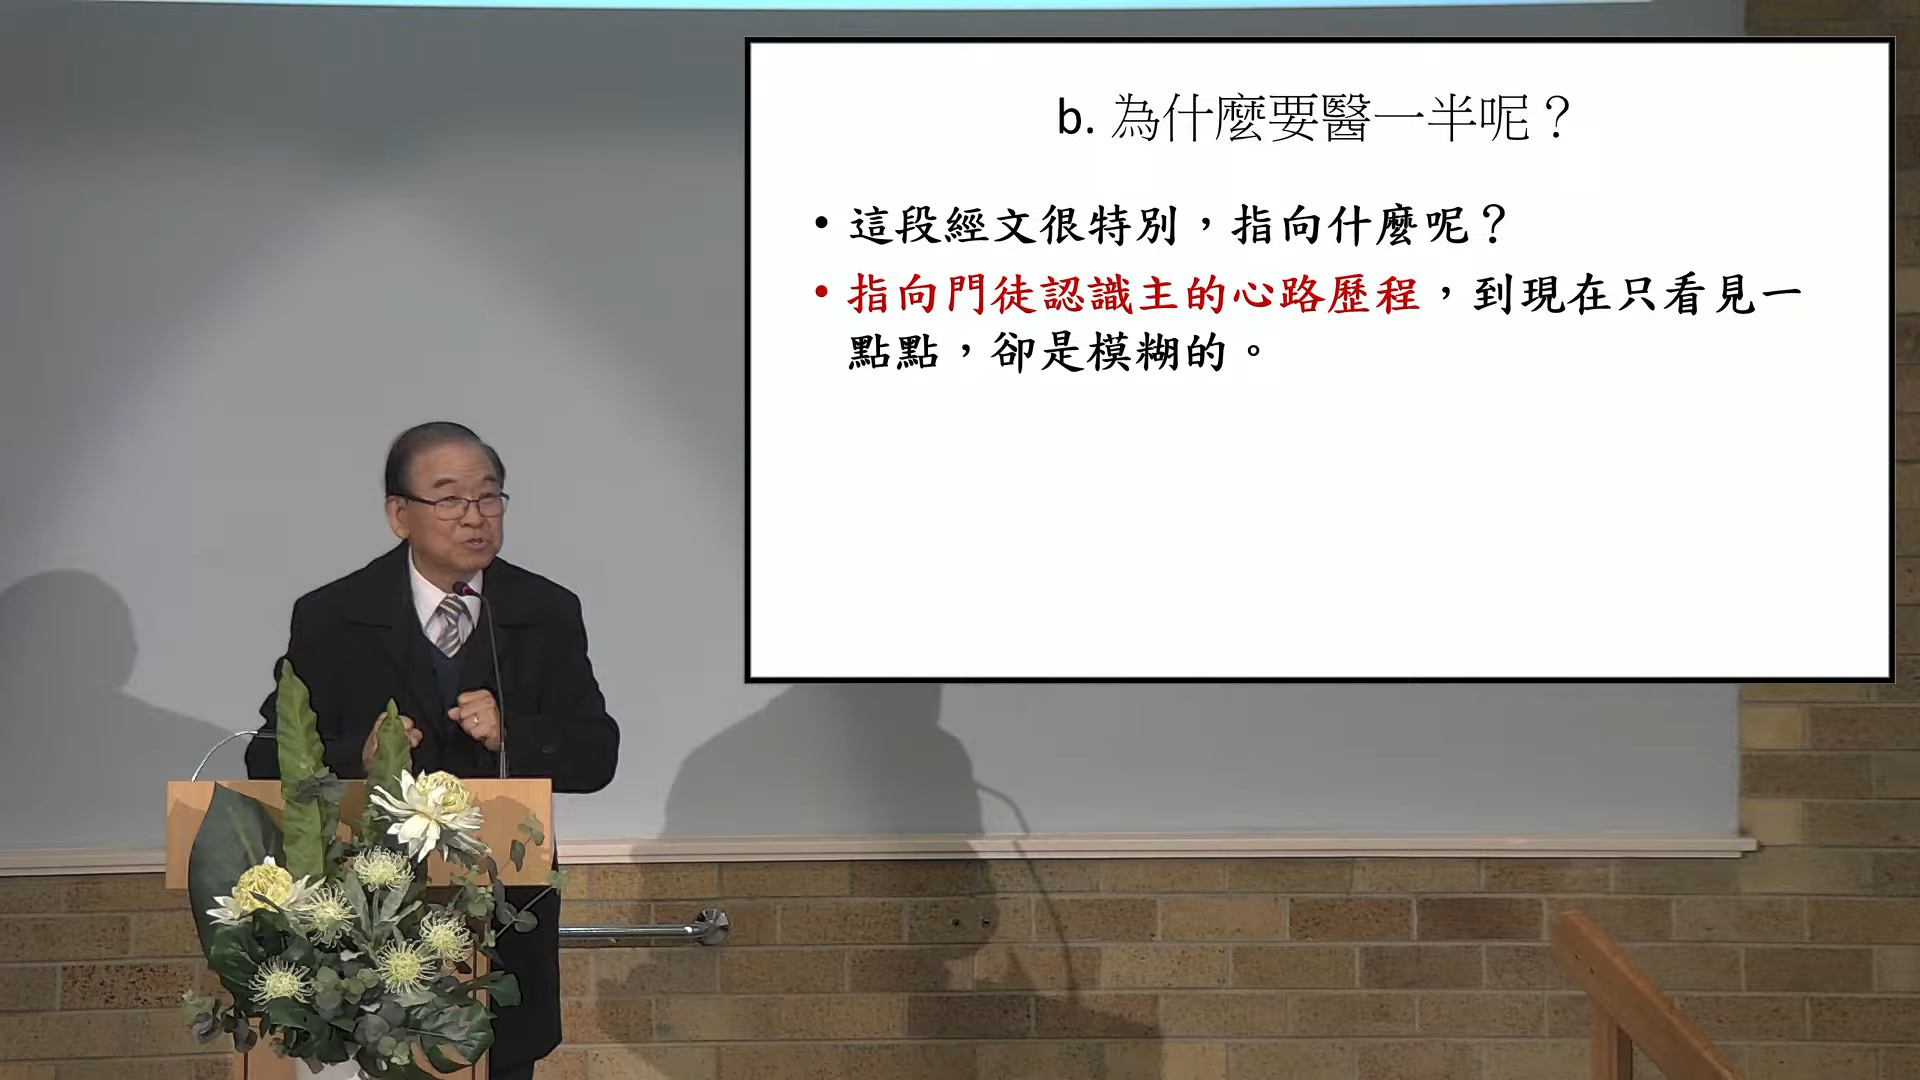 b. 為什麼要醫一半呢？
• 這段經文很特別，指向什麼呢？
• 指向門徒認識主的心路歷程，到現在只看見一
點點，卻是模糊的。